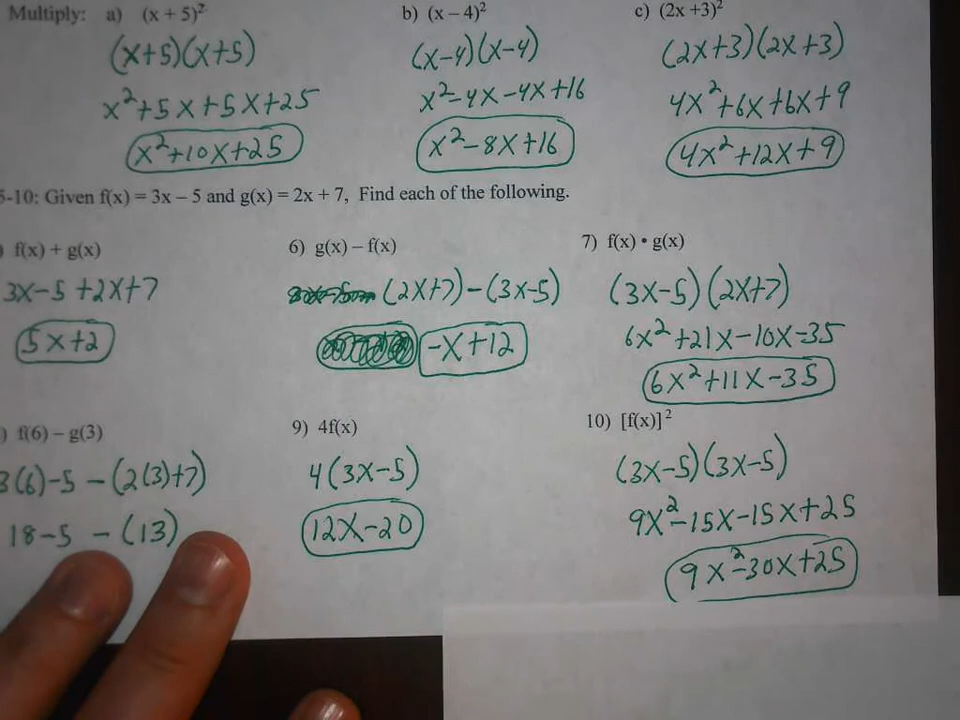 Multiply: a) (x + 5)² b) (x – 4)² c) (2x +3)²
(x+5)(x+5) (x-4)(x-4) (2x+3)(2x+3)
x²+5x+5x+25 x²-4x-4x+16 4x²+6x+6x+9
x²+10x+25 x²-8x+16 4x²+12x+9
5-10: Given f(x) = 3x – 5 and g(x) = 2x + 7, Find each of the following.
) f(x) + g(x) 6) g(x) – f(x) 7) f(x) • g(x)
3x-5+2x+7 (2x+7)-(3x-5) (3x-5)(2x+7)
5x+2 -x+12 6x²+21x-10x-35
6x²+11x-35
) f(6) – g(3) 9) 4f(x) 10) [f(x)]²
3(6)-5-(2(3)+7) 4(3x-5) (3x-5)(3x-5)
18-5-(13) 12x-20 9x²-15x-15x+25
9x²-30x+25